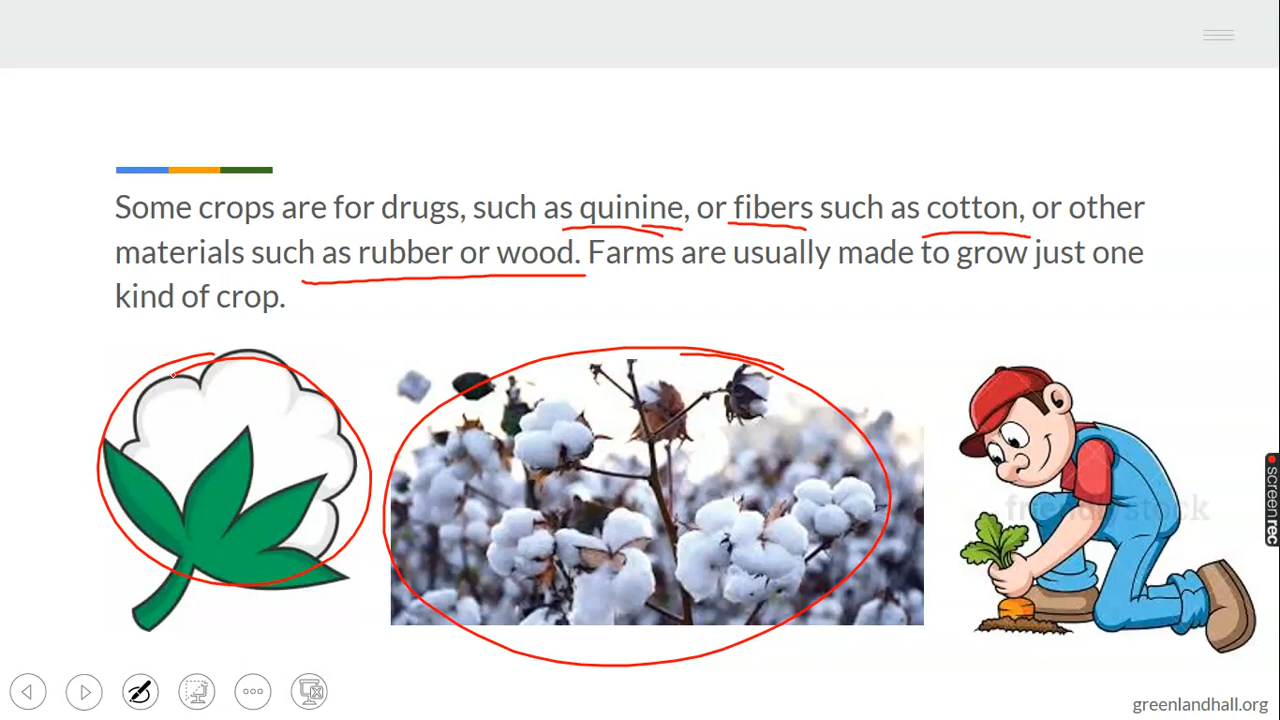 Some crops are for drugs, such as quinine, or fibers such as cotton, or other
materials such as rubber or wood. Farms are usually made to grow just one
kind of crop.
screenrec
greenlandhall.org